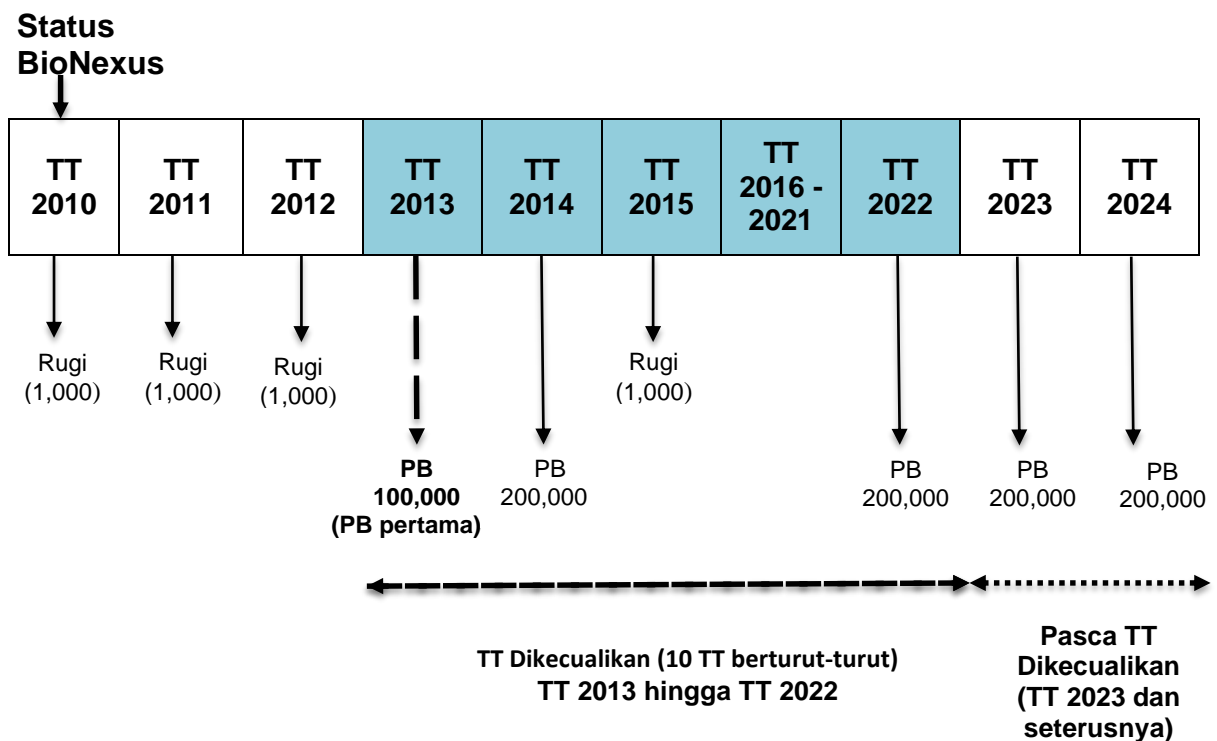 Status
BioNexus
TT
2010
TT
2011
TT
2012
TT
2013
TT
2014
TT
2015
TT
2016 -
2021
TT
2022
TT
2023
TT
2024
Rugi
(1,000)
Rugi
(1,000)
Rugi
(1,000)
Rugi
(1,000)
PB
100,000
(PB pertama)
PB
200,000
PB
200,000
PB
200,000
PB
200,000
TT Dikecualikan (10 TT berturut-turut)
TT 2013 hingga TT 2022
Pasca TT
Dikecualikan
(TT 2023 dan
seterusnya)